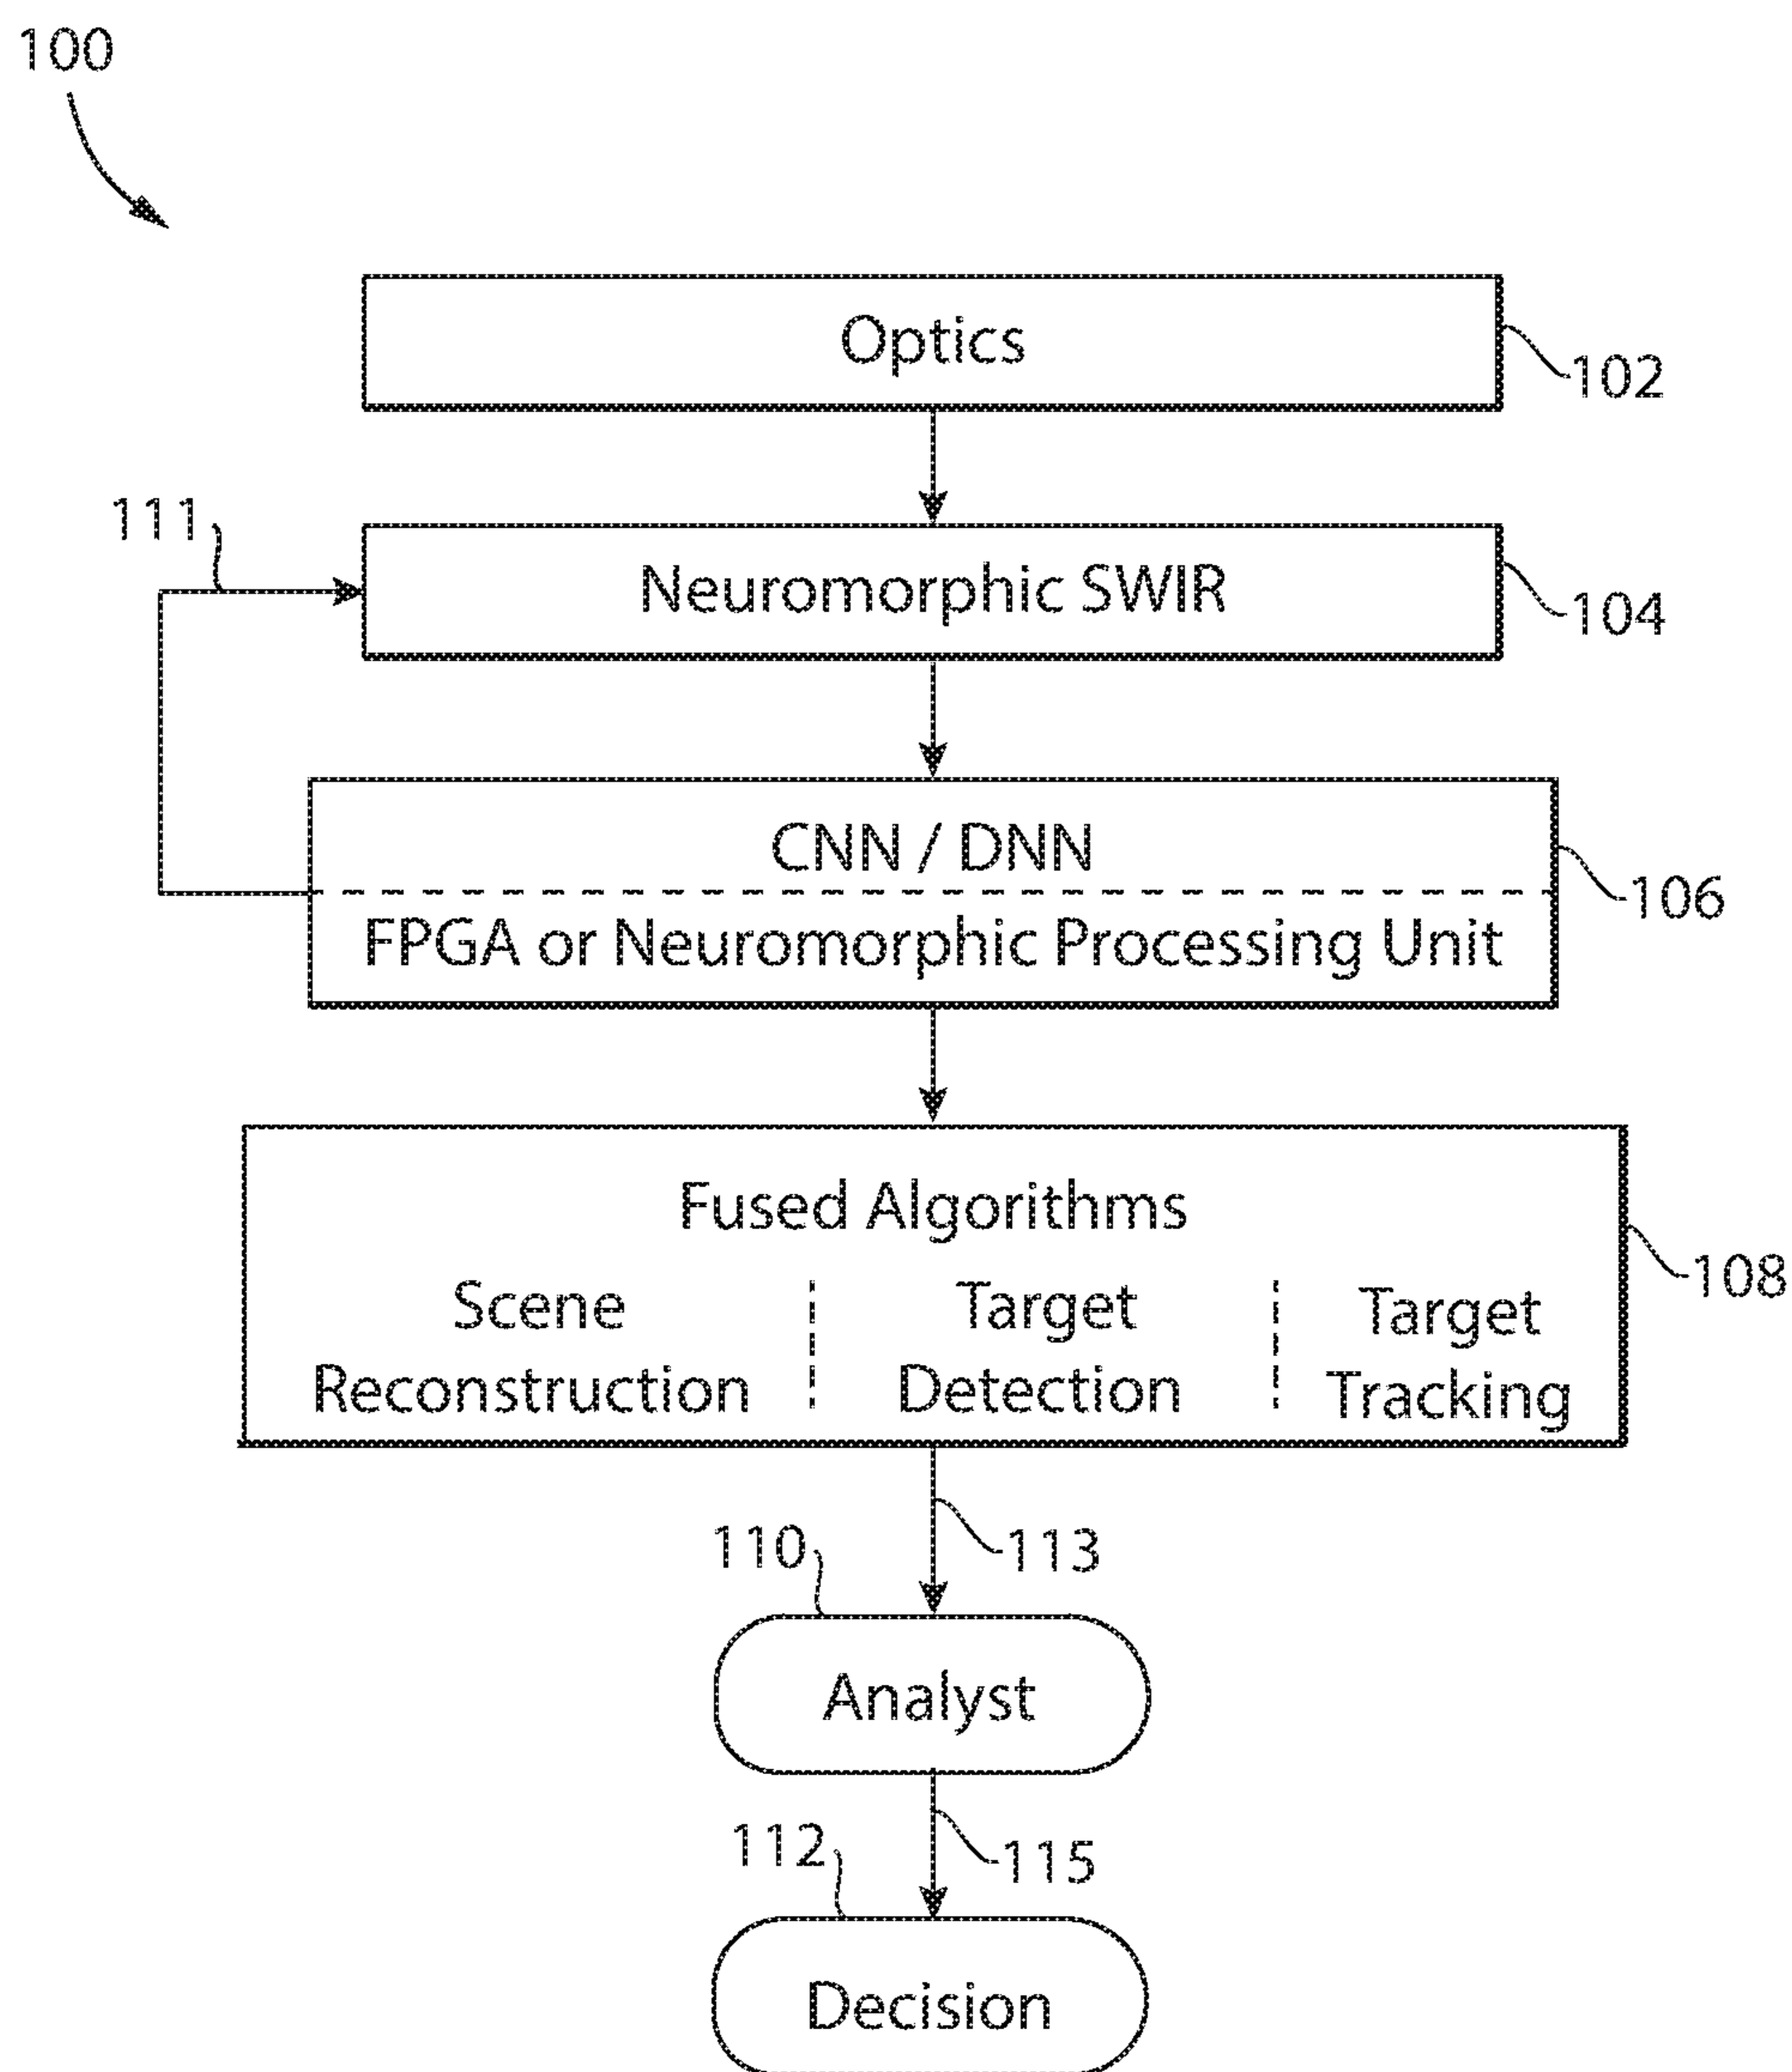 100
Optics
102
111
Neuromorphic SWIR
104
CNN / DNN
106
FPGA or Neuromorphic Processing Unit
Fused Algorithms
108
Scene Target Target
Reconstruction Detection Tracking
110
113
Analyst
112
115
Decision